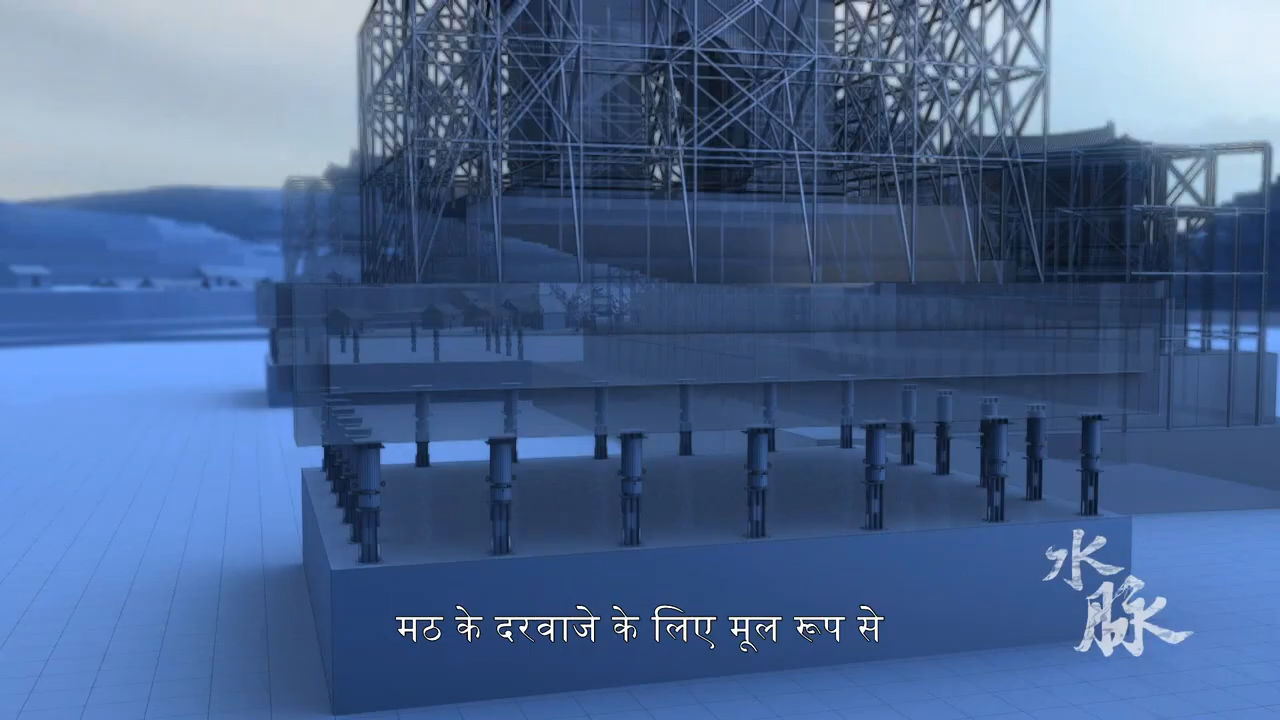 मठ के दरवाजे के लिए मूल रूप से
水
脉